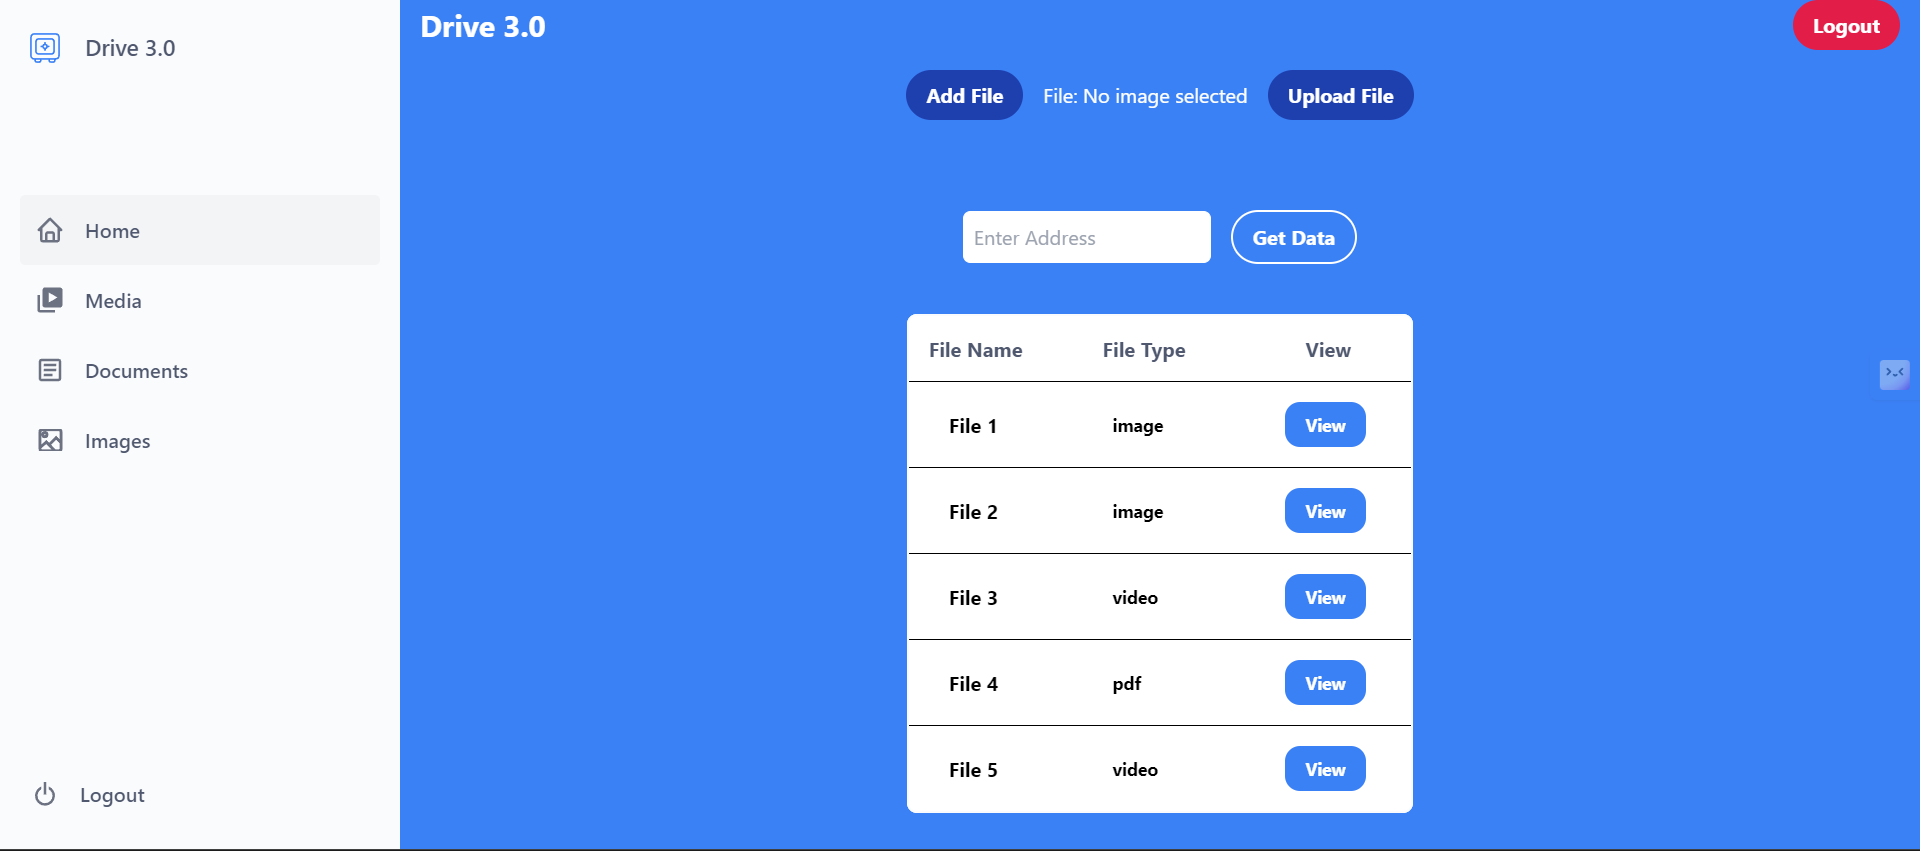 Drive 3.0
Home
Media
Documents
Images
Logout
Drive 3.0
Logout
Add File
File: No image selected
Upload File
Enter Address
Get Data
File Name File Type View
File 1 image View
File 2 image View
File 3 video View
File 4 pdf View
File 5 video View